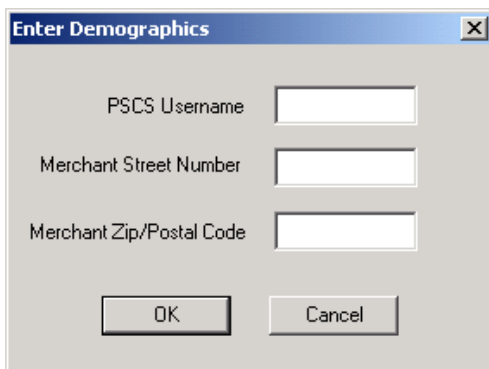 Enter Demographics
PSCS Username
Merchant Street Number
Merchant Zip/Postal Code
OK Cancel